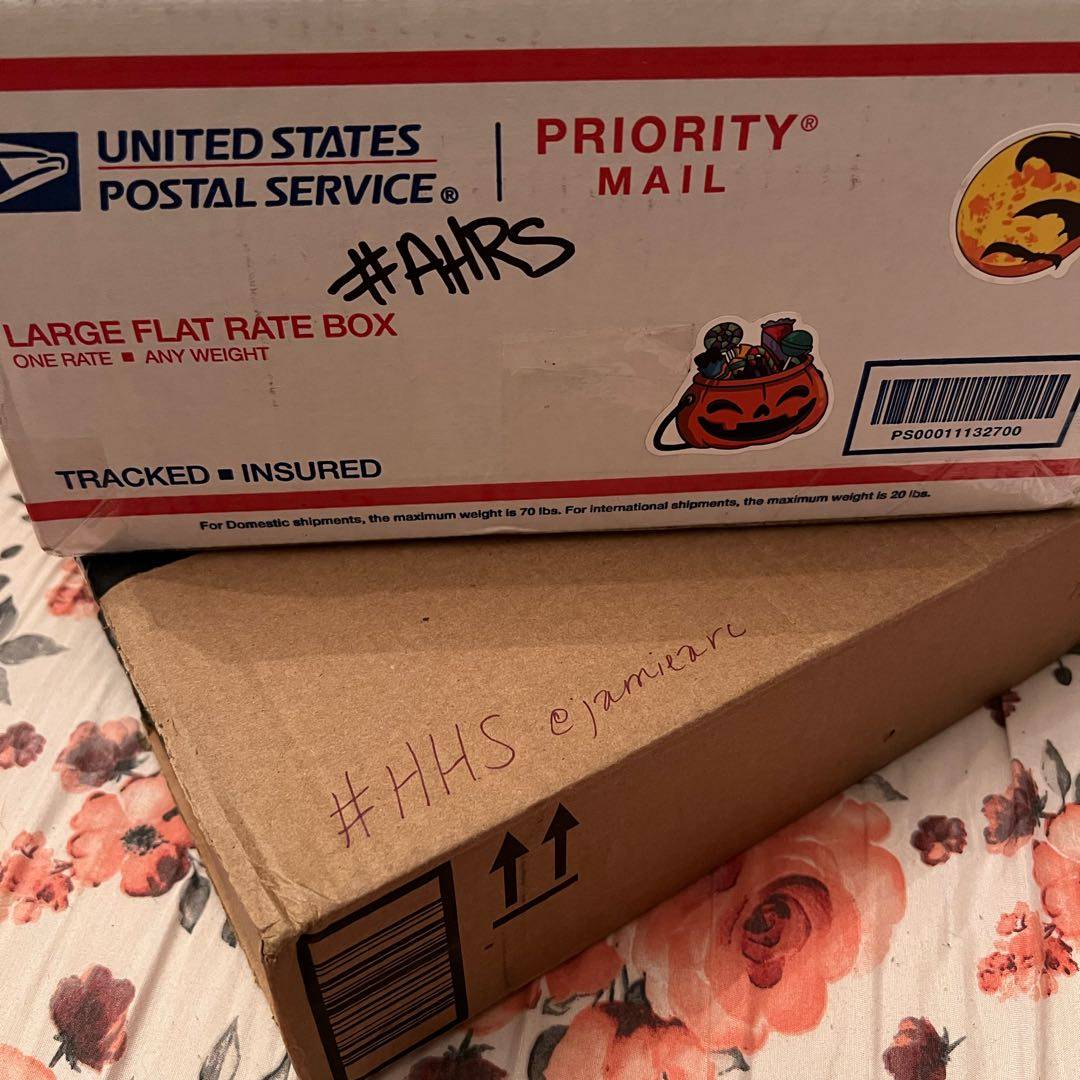 UNITED STATES
POSTAL SERVICE®
PRIORITY®
MAIL
#AHRS
LARGE FLAT RATE BOX
ONE RATE ■ ANY WEIGHT
PS00011132700
TRACKED ■ INSURED
For Domestic shipments, the maximum weight is 70 lbs. For international shipments, the maximum weight is 20 lbs.
#HHS @jamiearc